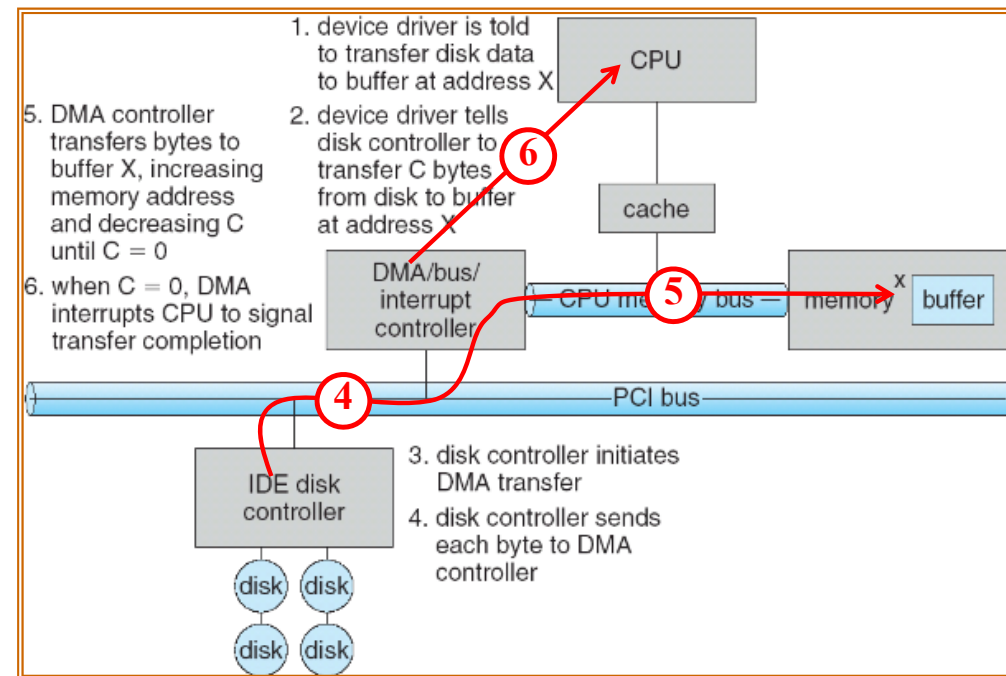 1. device driver is told
to transfer disk data
to buffer at address X
2. device driver tells
disk controller to
transfer C bytes
from disk to buffer
at address X
5. DMA controller
transfers bytes to
buffer X, increasing
memory address
and decreasing C
until C = 0
6. when C = 0, DMA
interrupts CPU to signal
transfer completion
CPU
6
cache
DMA/bus/
interrupt
controller
CPU memory bus
5
memory
x
buffer
4
PCI bus
IDE disk
controller
3. disk controller initiates
DMA transfer
4. disk controller sends
each byte to DMA
controller
disk
disk
disk
disk